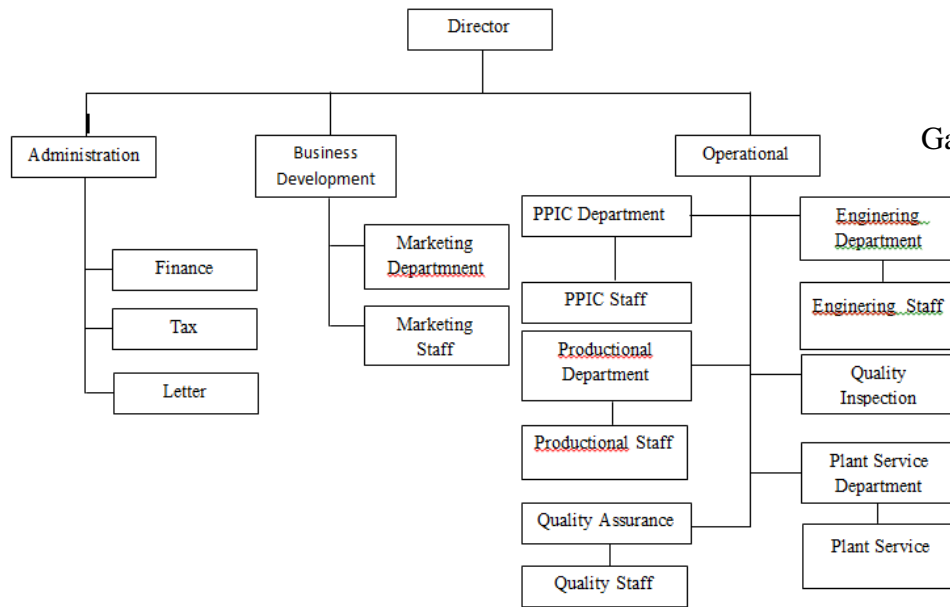 Director
Administration
Business
Development
Operational
Ga
PPIC Department
Enginering
Department
Marketing
Departmnent
Finance
PPIC Staff
Enginering Staff
Tax
Marketing
Staff
Productional
Department
Quality
Inspection
Letter
Productional Staff
Plant Service
Department
Quality Assurance
Plant Service
Quality Staff